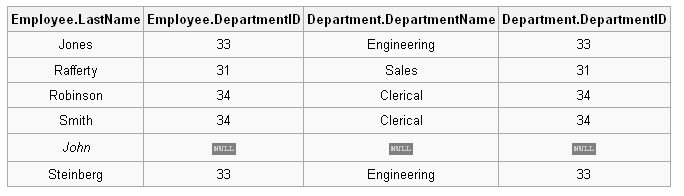 Employee.LastName Employee.DepartmentID Department.DepartmentName Department.DepartmentID
Jones 33 Engineering 33
Rafferty 31 Sales 31
Robinson 34 Clerical 34
Smith 34 Clerical 34
John NULL NULL NULL
Steinberg 33 Engineering 33